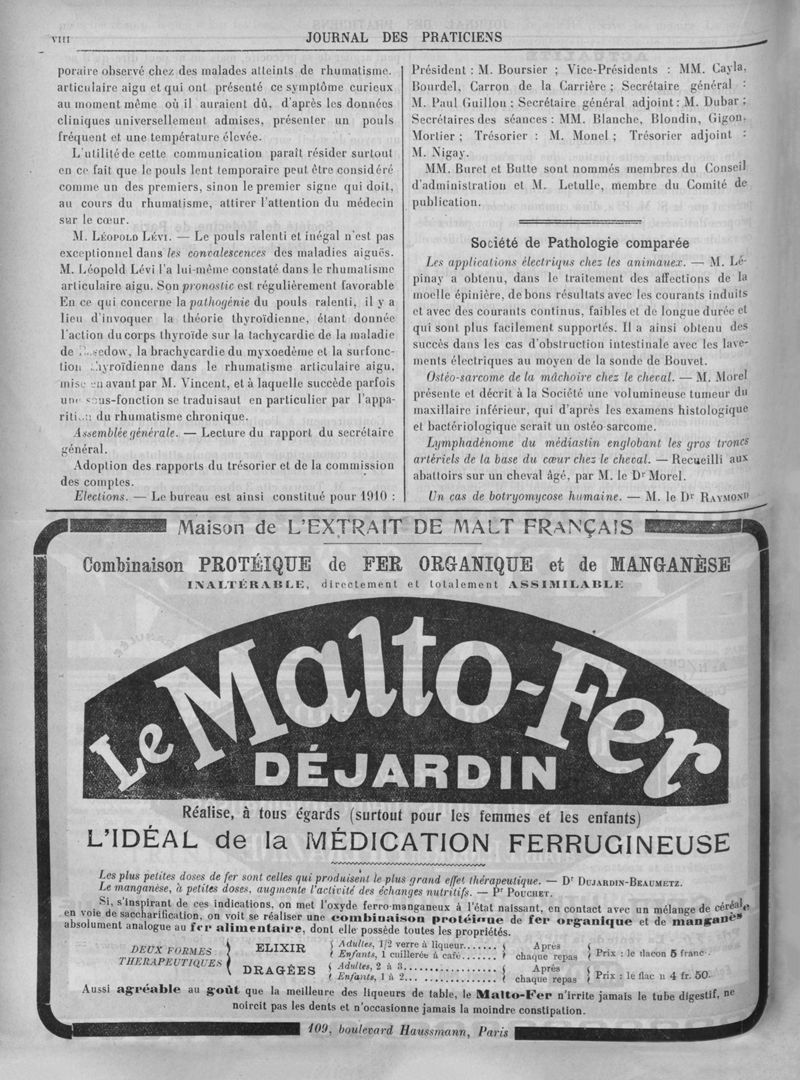 VIII
JOURNAL DES PRATICIENS
poraire observé chez des malades atteints de rhumatisme.
articulaire aigu et qui ont présenté ce symptôme curieux
au moment même où il auraient dû, d'après les données
cliniques universellement admises, présenter un pouls
fréquent et une température élevée.
L'utilité de cette communication paraît résider surtout
en ce fait que le pouls lent temporaire peut être considéré
comme un des premiers, sinon le premier signe qui doit,
au cours du rhumatisme, attirer l'attention du médecin
sur le cœur.
M. LÉOPOLD LÉVI. — Le pouls ralenti et inégal n'est pas
exceptionnel dans les convalescences des maladies aiguës.
M. Léopold Lévi l'a lui-même constaté dans le rhumatisme
articulaire aigu. Son pronostic est régulièrement favorable
En ce qui concerne la pathogénie du pouls ralenti, il y a
lieu d'invoquer la théorie thyroïdienne, étant donnée
l'action du corps thyroïde sur la tachycardie de la maladie
de sedow, la brachycardie du myxoedème et la surfonc-
tion hyroïdienne dans le rhumatisme articulaire aigu,
mise en avant par M. Vincent, et à laquelle succède parfois
une sous-fonction se traduisaut en particulier par l'appa-
rition du rhumatisme chronique.
Assemblée générale. — Lecture du rapport du secrétaire
général.
Adoption des rapports du trésorier et de la commission
des comptes.
Elections. — Le bureau est ainsi constitué pour 1910 :
Président : M. Boursier ; Vice-Présidents : MM. Cayla,
Bourdel, Carron de la Carrière ; Secrétaire général :
M. Paul Guillon ; Secrétaire général adjoint : M. Dubar ;
Secrétaires des séances : MM. Blanche, Blondin, Gigon,
Mortier ; Trésorier : M. Monel ; Trésorier adjoint :
M. Nigay.
MM. Buret et Butte sont nommés membres du Conseil
d'administration et M. Letulle, membre du Comité de
publication.
Société de Pathologie comparée
Les applications électriqus chez les animauex. — M. Lé-
pinay a obtenu, dans le traitement des affections de la
moelle épinière, de bons résultats avec les courants induits
et avec des courants continus, faibles et de longue durée et
qui sont plus facilement supportés. Il a ainsi obtenu des
succès dans les cas d'obstruction intestinale avec les lave-
ments électriques au moyen de la sonde de Bouvet.
Ostéo-sarcome de la mâchoire chez le cheval. — M. Morel
présente et décrit à la Société une volumineuse tumeur du
maxillaire inférieur, qui d'après les examens histologique
et bactériologique serait un ostéo-sarcome.
Lymphadénome du médiastin englobant les gros troncs
artériels de la base du cœur chez le cheval. — Recueilli aux
abattoirs sur un cheval âgé, par M. le Dr Morel.
Un cas de botryomycose humaine. — M. le Dr RAYMOND
Maison de L'EXTRAIT DE MALT FRANÇAIS
Combinaison PROTÉIQUE de FER ORGANIQUE et de MANGANÈSE
INALTÉRABLE, directement et totalement ASSIMILABLE
Le Malto-Fer
DÉJARDIN
Réalise, à tous égards (surtout pour les femmes et les enfants)
L'IDÉAL de la MÉDICATION FERRUGINEUSE
Les plus petites doses de fer sont celles qui produisent le plus grand effet thérapeutique. — Dr DUJARDIN-BEAUMETZ.
Le manganèse, à petites doses, augmente l'activité des échanges nutritifs. — Pr POUCHET.
Si, s'inspirant de ces indications, on met l'oxyde ferro-manganeux à l'état naissant, en contact avec un mélange de céréale
en voie de saccharification, on voit se réaliser une combinaison protéique de fer organique et de manganès
absolument analogue au fer alimentaire, dont elle possède toutes les propriétés.
DEUX FORMES THERAPEUTIQUES
ELIXIR { Adultes, 1/2 verre à liqueur....... Après Prix : le flacon 5 franc
Enfants, 1 cuillerée à café....... chaque repas
DRAGÉES { Adultes, 2 à 3................. Après Prix : le flac n 4 fr. 50.
Enfants, 1 à 2................. chaque repas
Aussi agréable au goût que la meilleure des liqueurs de table, le Malto-Fer n'irrite jamais le tube digestif, ne
noircit pas les dents et n'occasionne jamais la moindre constipation.
109, boulevard Haussmann, Paris